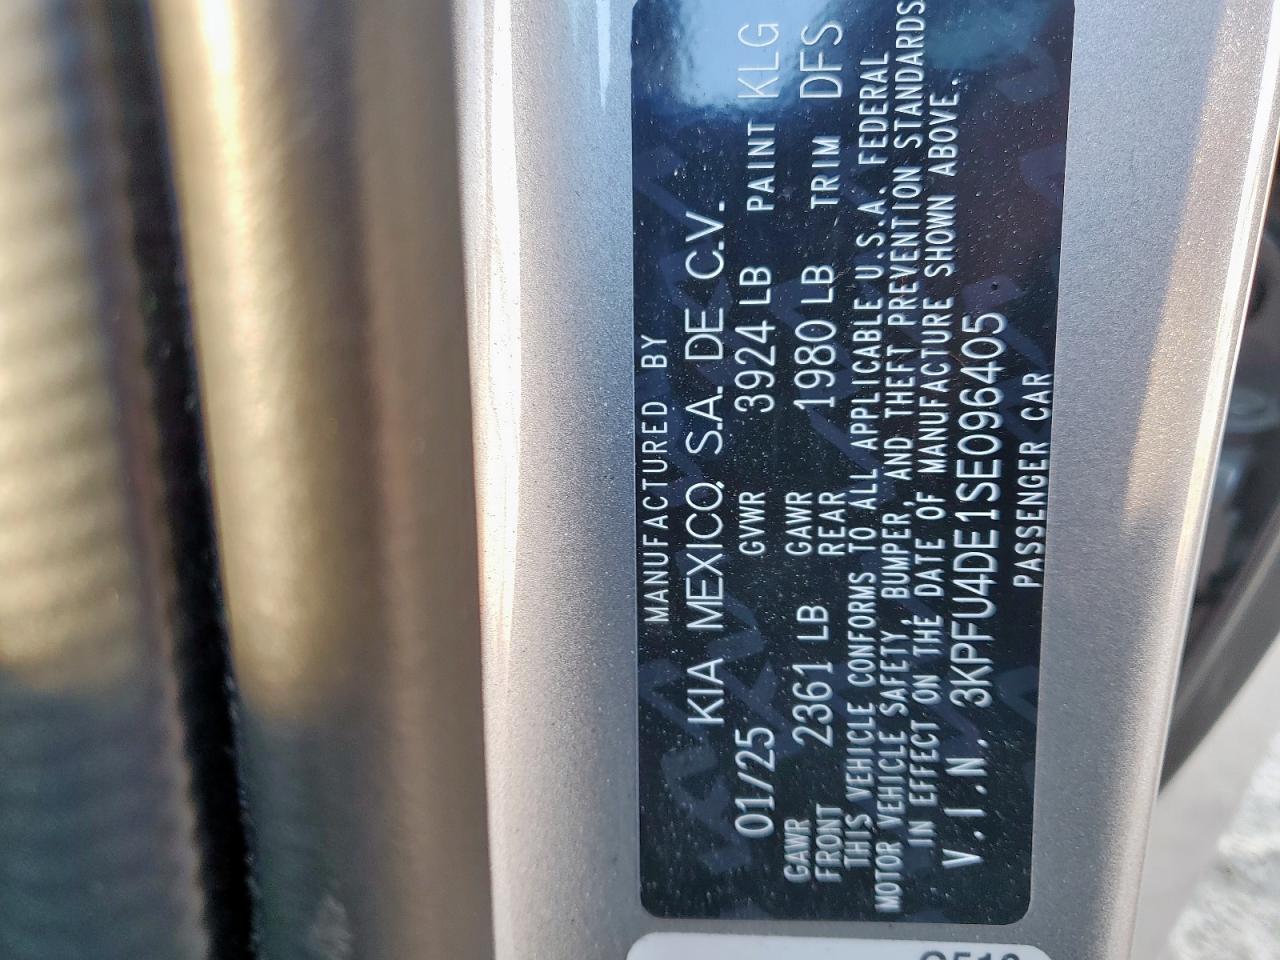 MANUFACTURED BY
KIA MEXICO, S.A. DE C.V.
01/25 GVWR 3924 LB PAINT KLG
GAWR FRONT 2361 LB GAWR REAR 1980 LB TRIM DFS
THIS VEHICLE CONFORMS TO ALL APPLICABLE U.S.A. FEDERAL
MOTOR VEHICLE SAFETY, BUMPER, AND THEFT PREVENTION STANDARDS
IN EFFECT ON THE DATE OF MANUFACTURE SHOWN ABOVE.
V.I.N. 3KPFU4DE1SE096405
PASSENGER CAR